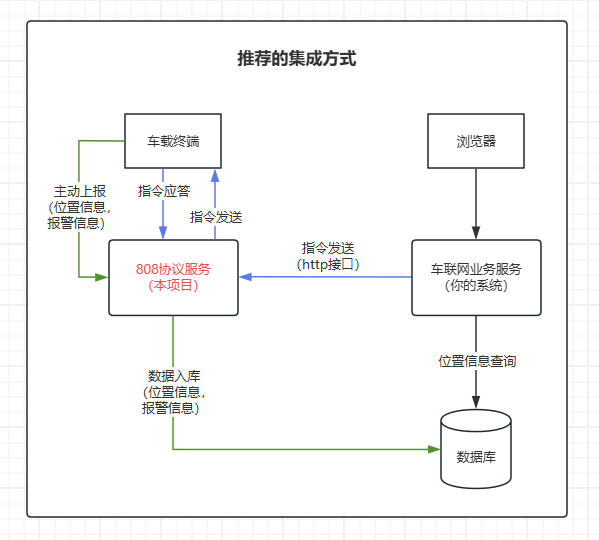 推荐的集成方式
车载终端
浏览器
主动上报
（位置信息，
报警信息）
指令应答
指令发送
808协议服务
（本项目）
指令发送
（http接口）
车联网业务服务
（你的系统）
数据入库
（位置信息，
报警信息）
位置信息查询
数据库